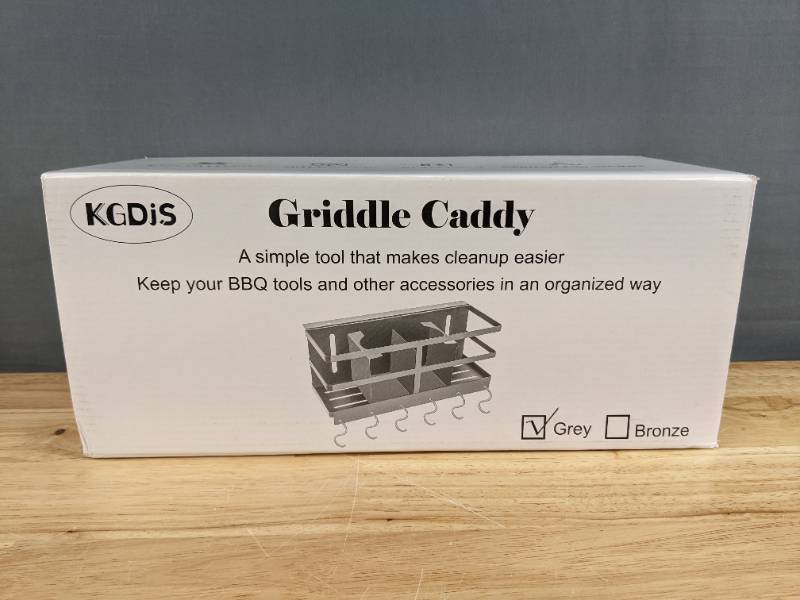 KGDiS
Griddle Caddy
A simple tool that makes cleanup easier
Keep your BBQ tools and other accessories in an organized way
Grey
Bronze